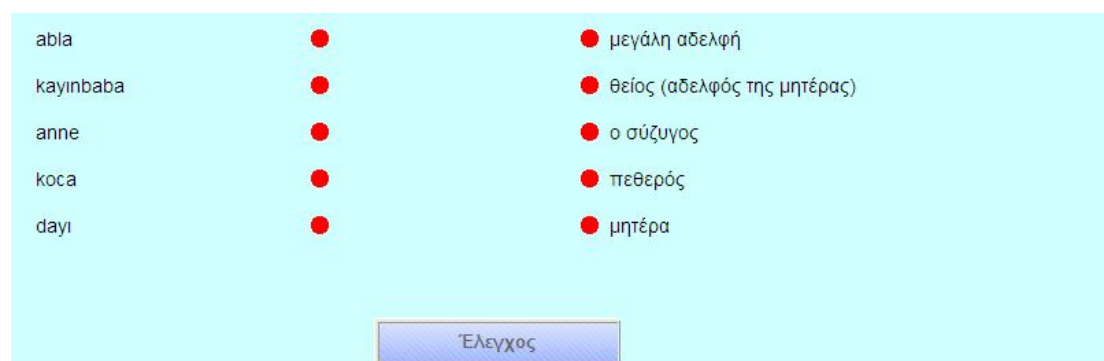 abla μεγάλη αδελφή
kayınbaba θείος (αδελφός της μητέρας)
anne ο σύζυγος
koca πεθερός
dayı μητέρα
Έλεγχος